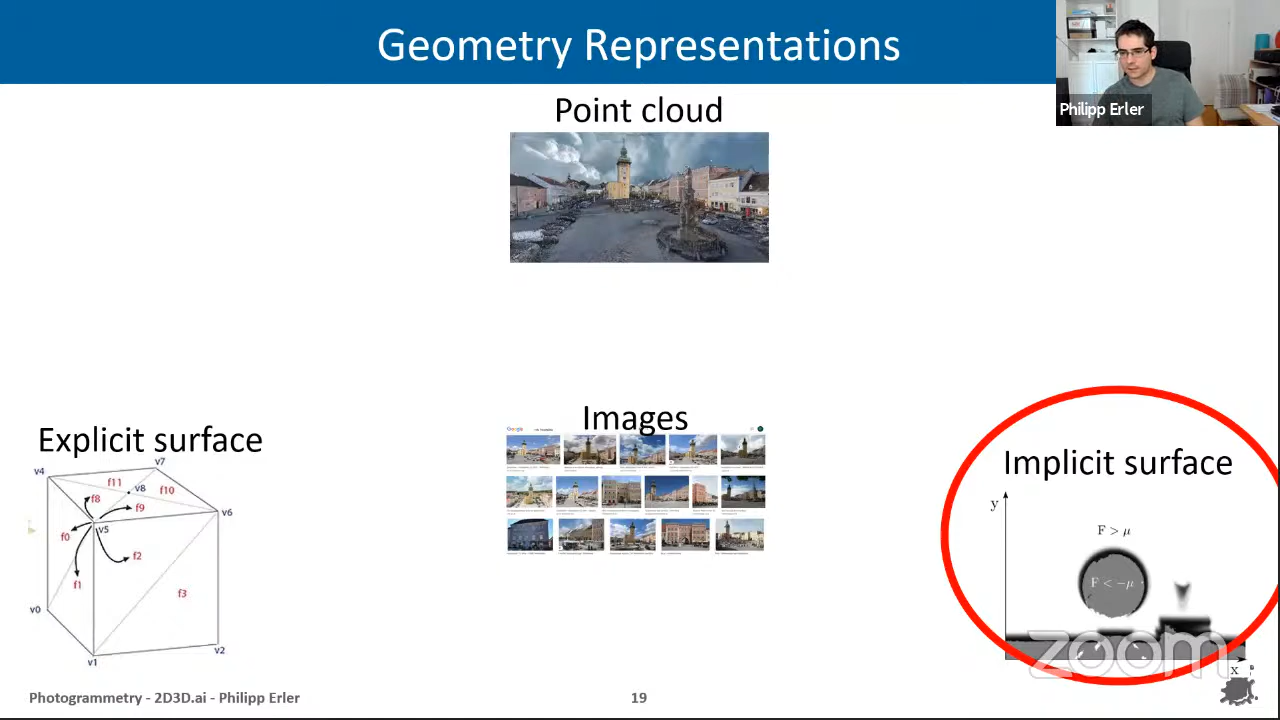 Geometry Representations
Philipp Erler
Point cloud
Images
Google
Explicit surface
v4
v7
f11
v8
f10
f8
f9
v6
v5
f0
f2
f1
f3
v0
v2
v1
Implicit surface
y
F > μ
F < −μ
x
zoom
Photogrammetry - 2D3D.ai - Philipp Erler
19